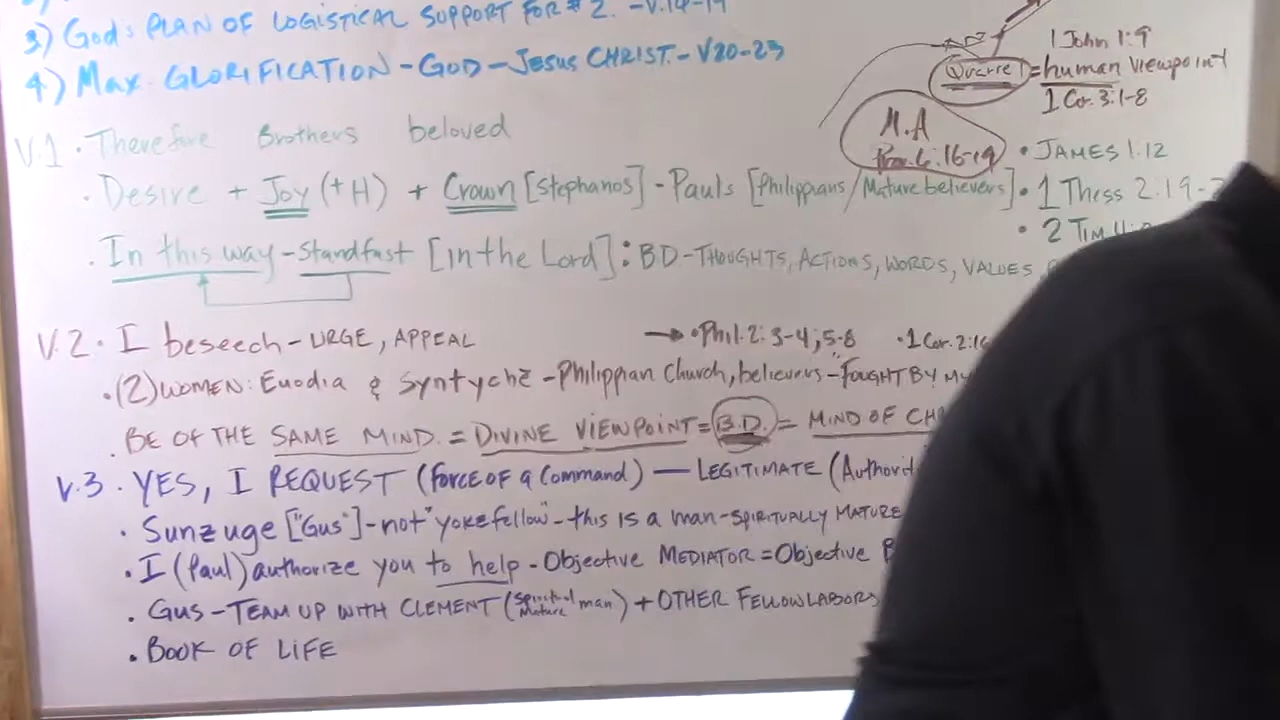 3) God's PLAN OF LOGISTICAL SUPPORT FOR #2. -V.14-19
4) Max. GLORIFICATION - GOD - JESUS CHRIST. - V20-23
1 John 1:9
Quarrel = human viewpoint
1 Cor. 3:1-8
M.A
Prov. 6:16-19
V.1 • Therefore Brothers beloved
• JAMES 1:12
• Desire + Joy (+H) + Crown [stephanos] - Pauls [Philippians/Mature believers]
• 1 Thess 2:19-2
• 2 TIM
• In this way - Standfast [in the Lord]: BD - THOUGHTS, ACTIONS, WORDS, VALUES
V.2 • I beseech - URGE, APPEAL
→ • Phil. 2:3-4; 5-8 • 1 Cor. 2:16
• (2) WOMEN: Euodia & Syntyche - Philippian Church, believers - "FOUGHT BY MY
• BE OF THE SAME MIND. = DIVINE VIEWPOINT = B.D. = MIND OF CH
V.3 • YES, I REQUEST (force of a Command) — LEGITIMATE (Authorit
• Sunzuge ["Gus"] - not "yokefellow" - this is a man - SPIRITUALLY MATURE
• I (Paul) authorize you to help - Objective MEDIATOR = Objective
• Gus - TEAM UP WITH CLEMENT (Spiritual Mature man) + OTHER FELLOW LABORS
• BOOK OF LIFE